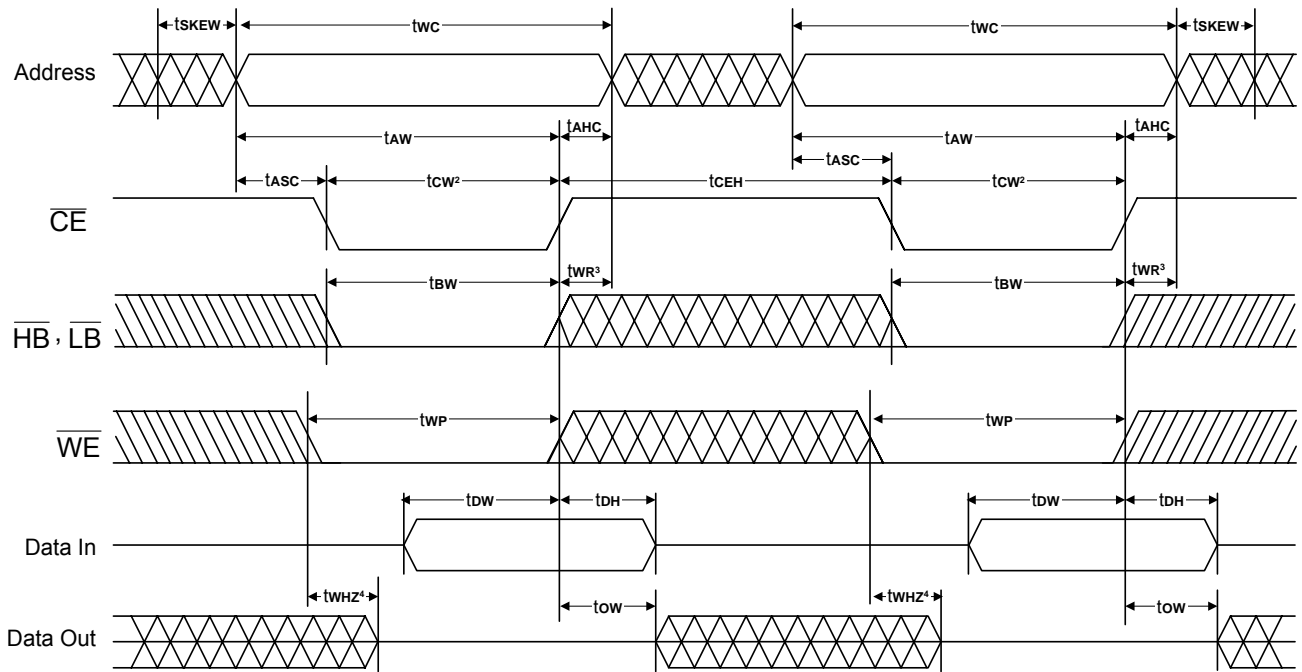 tSKEW tWC tWC tSKEW
Address
tAW tAHC tAW tAHC
tASC tCW² tCEH tASC tCW²
CE
tBW tWR³ tBW tWR³
HB , LB
tWP tWP
WE
tDW tDH tDW tDH
Data In
tWHZ⁴ tOW tWHZ⁴ tOW
Data Out